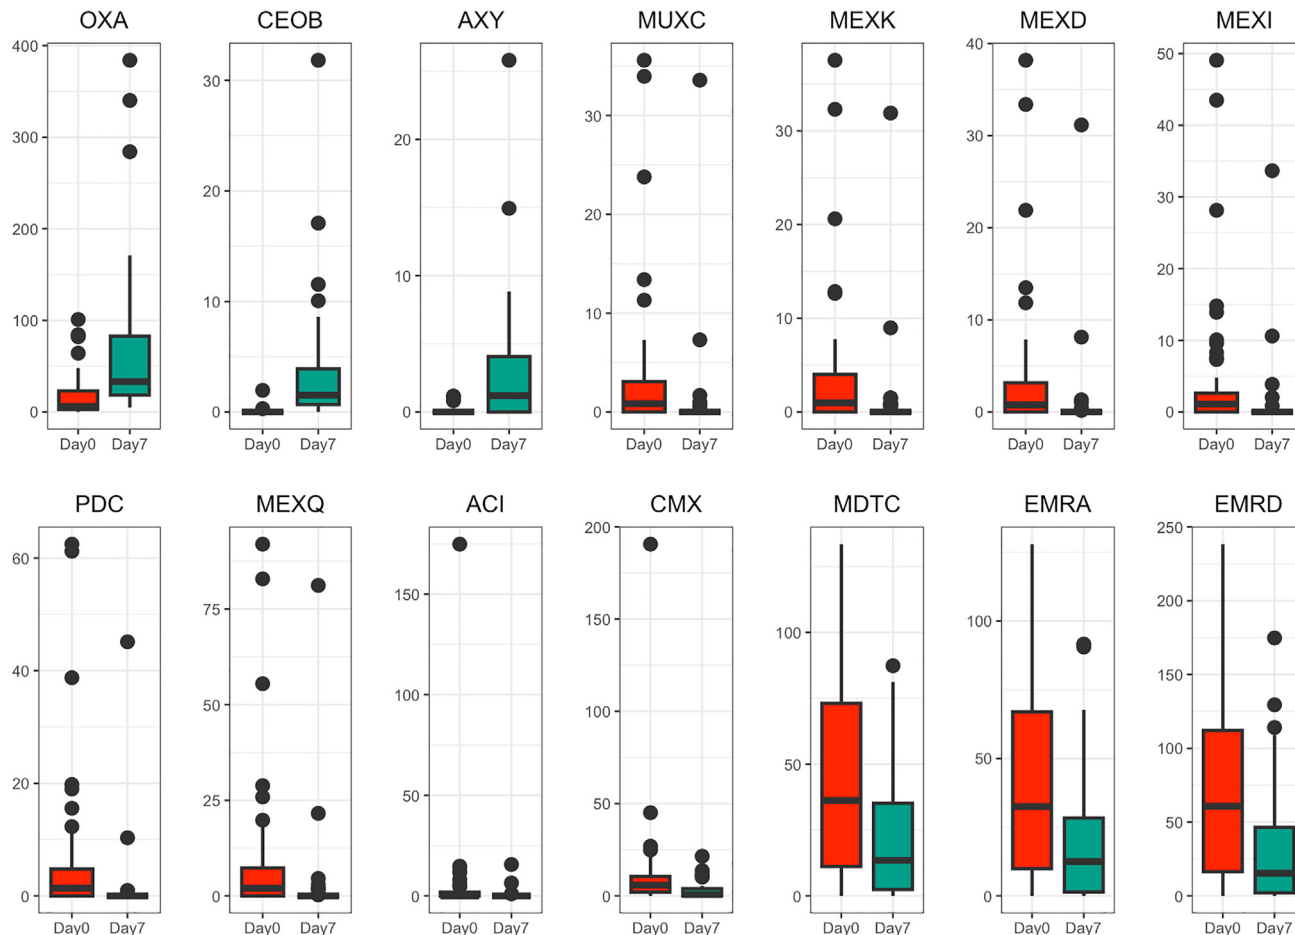 OXA CEOB AXY MUXC MEXK MEXD MEXI
400 300 200 100 0
30 20 10 0
20 10 0
30 20 10 0
30 20 10 0
40 30 20 10 0
50 40 30 20 10 0
Day0 Day7 Day0 Day7 Day0 Day7 Day0 Day7 Day0 Day7 Day0 Day7 Day0 Day7
PDC MEXQ ACI CMX MDTC EMRA EMRD
60 40 20 0
75 50 25 0
150 100 50 0
200 150 100 50 0
100 50 0
100 50 0
250 200 150 100 50 0
Day0 Day7 Day0 Day7 Day0 Day7 Day0 Day7 Day0 Day7 Day0 Day7 Day0 Day7